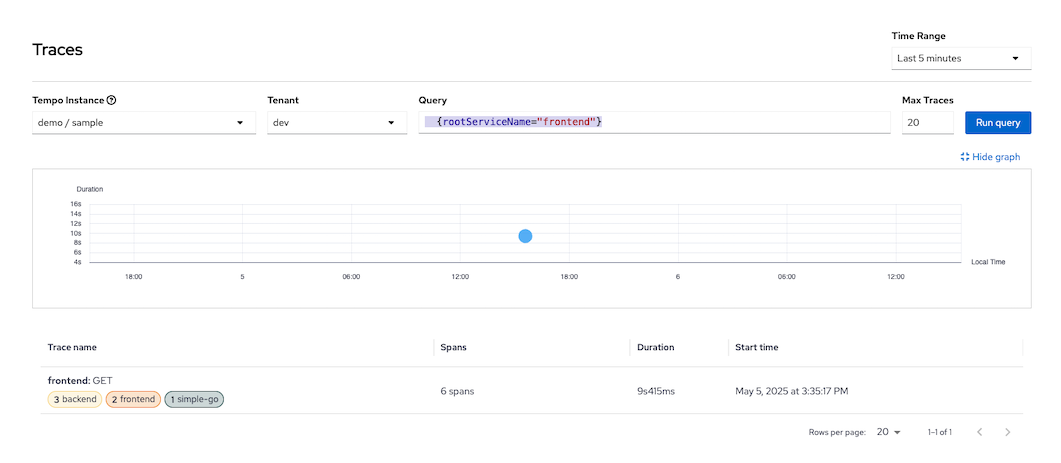 Traces
Time Range
Last 5 minutes
Tempo Instance
Tenant
Query
Max Traces
demo / sample
dev
{rootServiceName="frontend"}
20
Run query
Hide graph
Duration
16s
14s
12s
10s
8s
6s
4s
Local Time
18:00 5 06:00 12:00 18:00 6 06:00 12:00
Trace name Spans Duration Start time
frontend: GET
3 backend 2 frontend 1 simple-go
6 spans
9s415ms
May 5, 2025 at 3:35:17 PM
Rows per page: 20 1-1 of 1